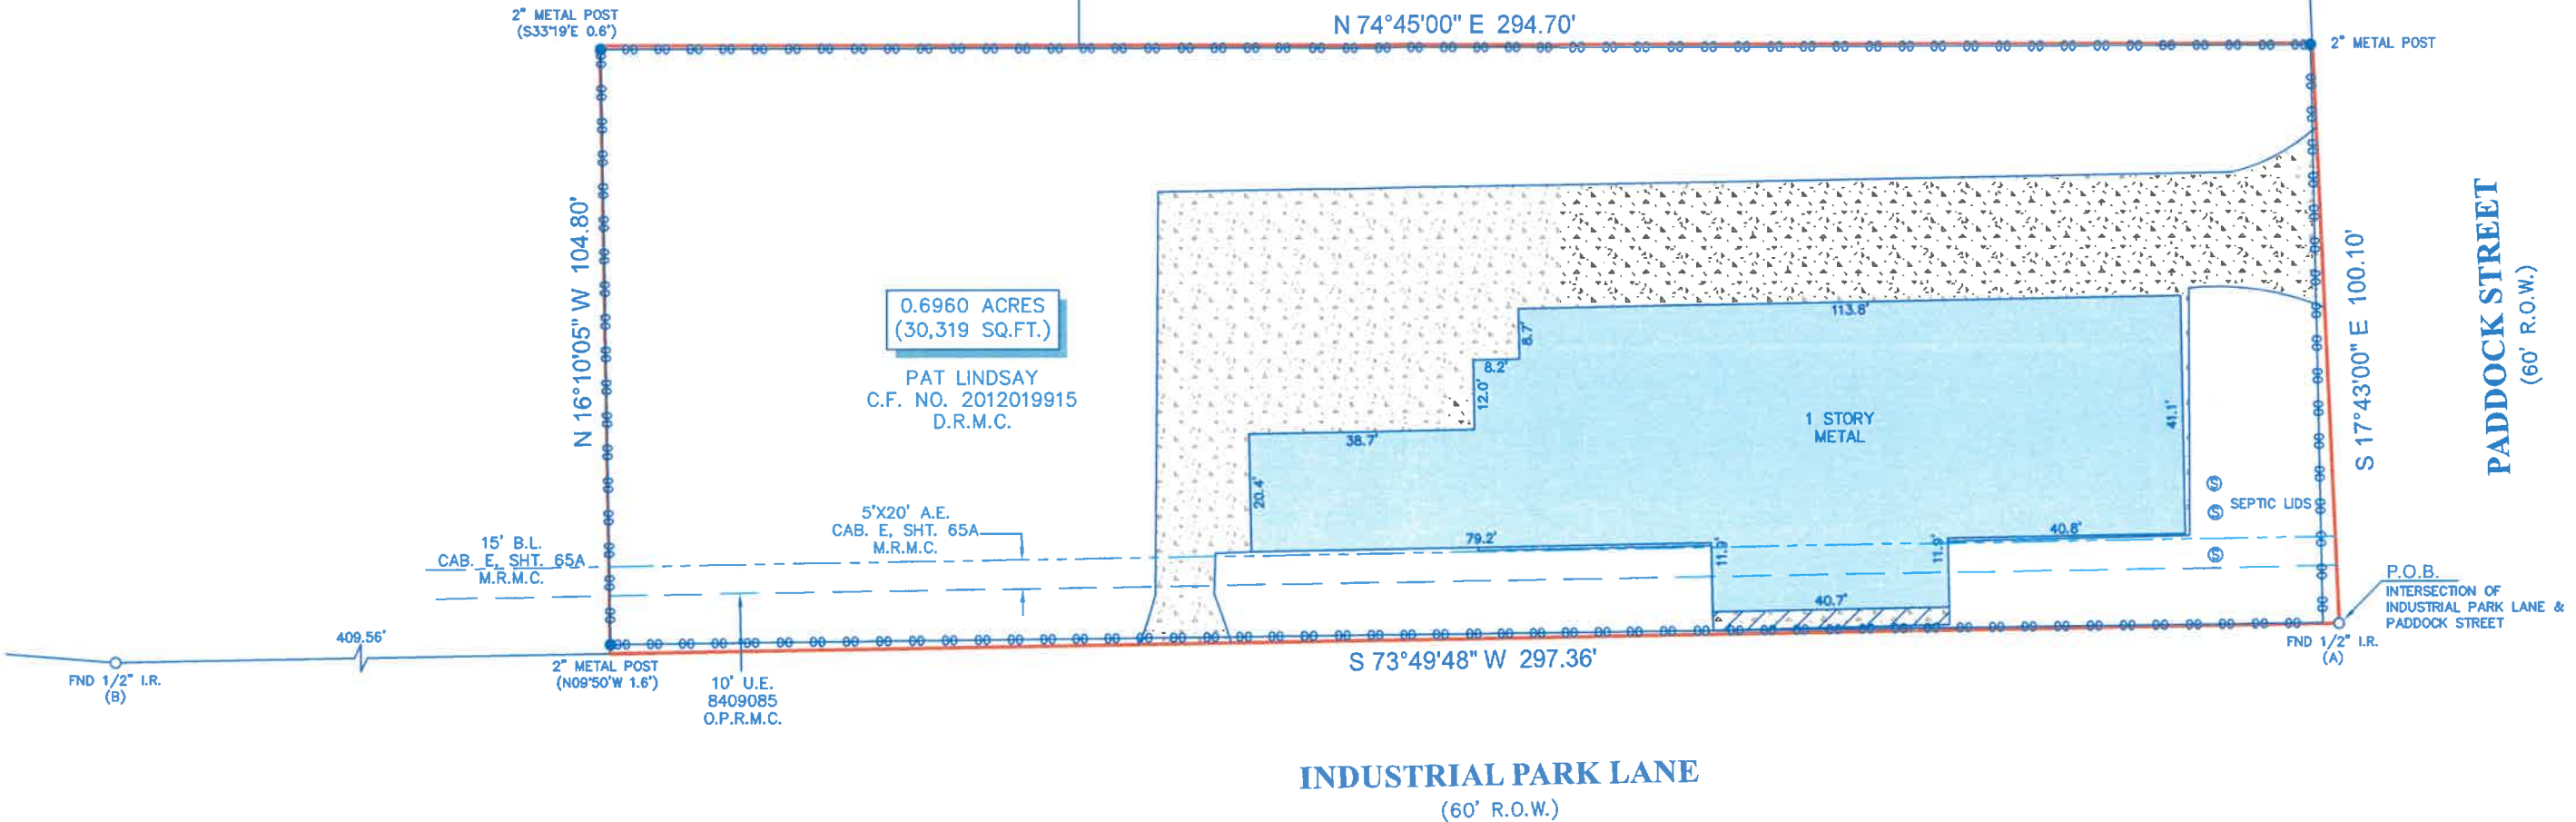 2" METAL POST
(S33°19'E 0.6')
N 74°45'00" E 294.70'
2" METAL POST
N 16°10'05" W 104.80'
0.6960 ACRES
(30,319 SQ.FT.)
PAT LINDSAY
C.F. NO. 2012019915
D.R.M.C.
113.8'
8.7'
8.2'
12.0'
38.7'
20.4'
1 STORY
METAL
41.1'
S 17°43'00" E 100.10'
PADDOCK STREET
(60' R.O.W.)
SEPTIC LIDS
S
S
S
5'X20' A.E.
CAB. E, SHT. 65A
M.R.M.C.
15' B.L.
CAB. E, SHT. 65A
M.R.M.C.
79.2'
11.9'
11.9'
40.8'
40.7'
P.O.B.
INTERSECTION OF
INDUSTRIAL PARK LANE &
PADDOCK STREET
FND 1/2" I.R.
(A)
409.56'
FND 1/2" I.R.
(B)
2" METAL POST
(N09°50'W 1.6')
10' U.E.
8409085
O.P.R.M.C.
S 73°49'48" W 297.36'
INDUSTRIAL PARK LANE
(60' R.O.W.)